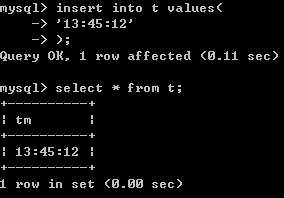 mysql> insert into t values(
    -> '13:45:12'
    -> );
Query OK, 1 row affected (0.11 sec)

mysql> select * from t;
+----------+
| tm       |
+----------+
| 13:45:12 |
+----------+
1 row in set (0.00 sec)